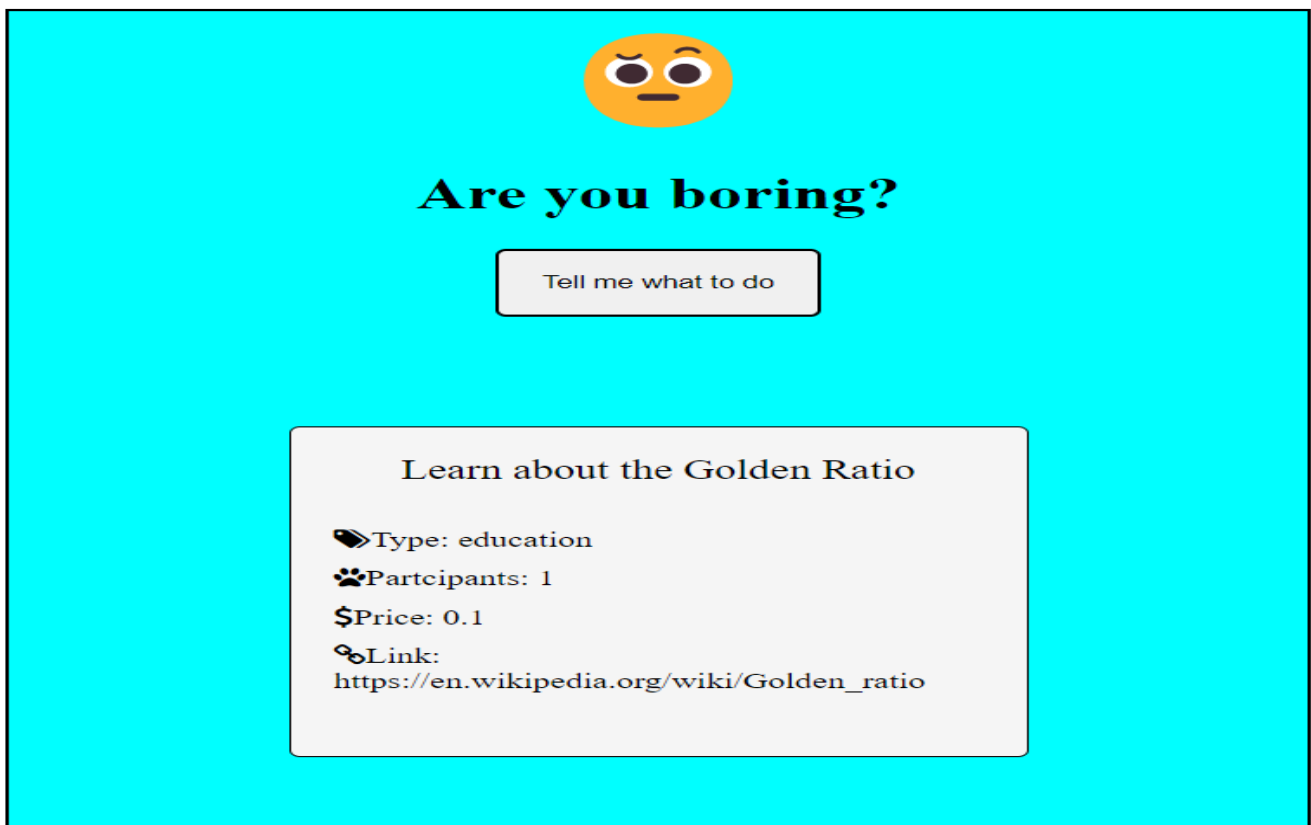 Are you boring?
Tell me what to do
Learn about the Golden Ratio
Type: education
Partcipants: 1
$Price: 0.1
Link:
https://en.wikipedia.org/wiki/Golden_ratio